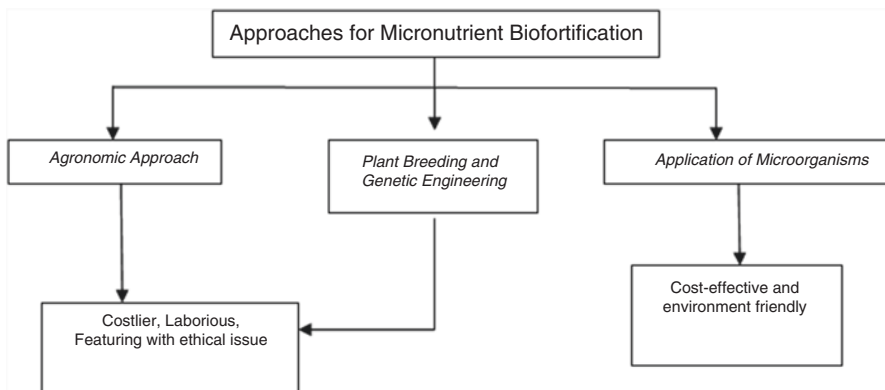 Approaches for Micronutrient Biofortification
Agronomic Approach
Plant Breeding and
Genetic Engineering
Application of Microorganisms
Costlier, Laborious,
Featuring with ethical issue
Cost-effective and
environment friendly